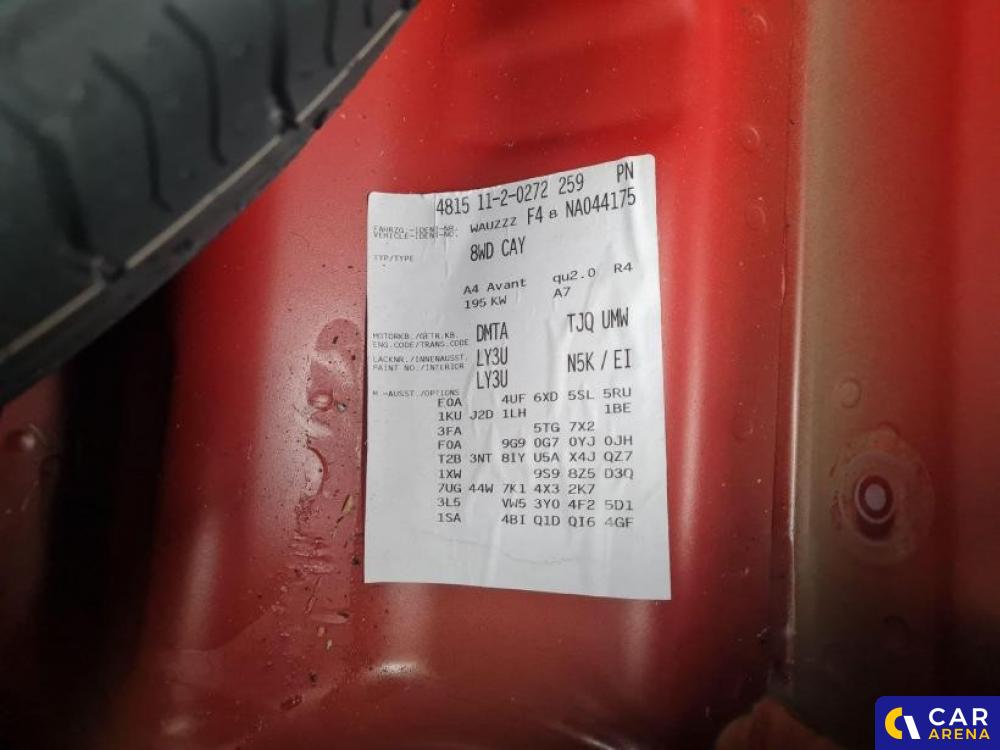 4815 11-2-0272 259 PN
FAHRZG.-IDENT-NR. WAUZZZ F4 8 NA044175
VEHICLE-IDENT-NO.
TYP/TYPE 8WD CAY
A4 Avant qu2.0 R4
195 KW A7
MOTORKB./GETR.KB. DMTA TJQ UMW
ENG.CODE/TRANS.CODE
LACKNR./INNENAUSST. LY3U N5K / EI
PAINT NO./INTERIOR LY3U
M.-AUSST./OPTIONS
E0A 4UF 6XD 5SL 5RU
1KU J2D 1LH 1BE
3FA 5TG 7X2
F0A 9G9 0G7 0YJ 0JH
T2B 3NT 8IY U5A X4J QZ7
1XW 9S9 8Z5 D3Q
7UG 44W 7K1 4X3 2K7
3L5 VW5 3Y0 4F2 5D1
1SA 4BI Q1D QI6 4GF
CAR
ARENA